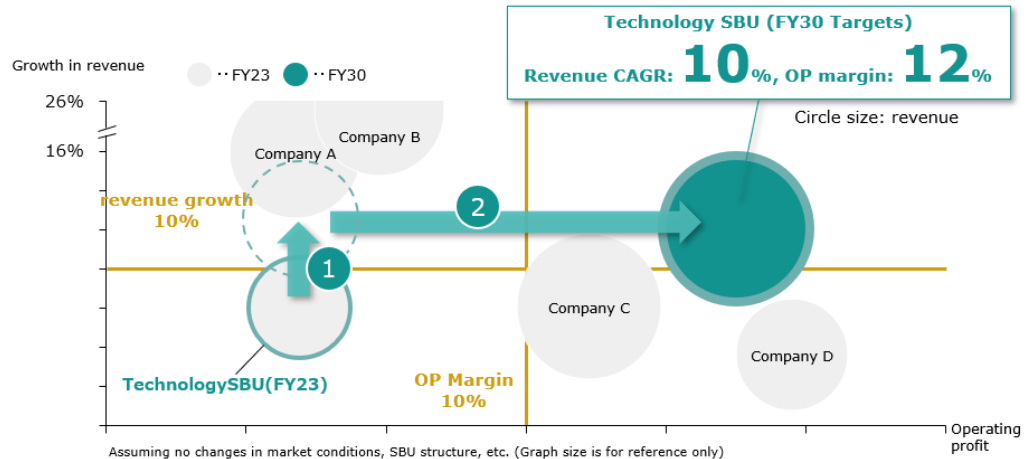 Technology SBU (FY30 Targets)
Revenue CAGR: 10%, OP margin: 12%
Growth in revenue
･･FY23
･･FY30
Circle size: revenue
26%
16%
Company A
Company B
revenue growth
10%
2
1
Company C
Company D
TechnologySBU(FY23)
OP Margin
10%
Operating
profit
Assuming no changes in market conditions, SBU structure, etc. (Graph size is for reference only)